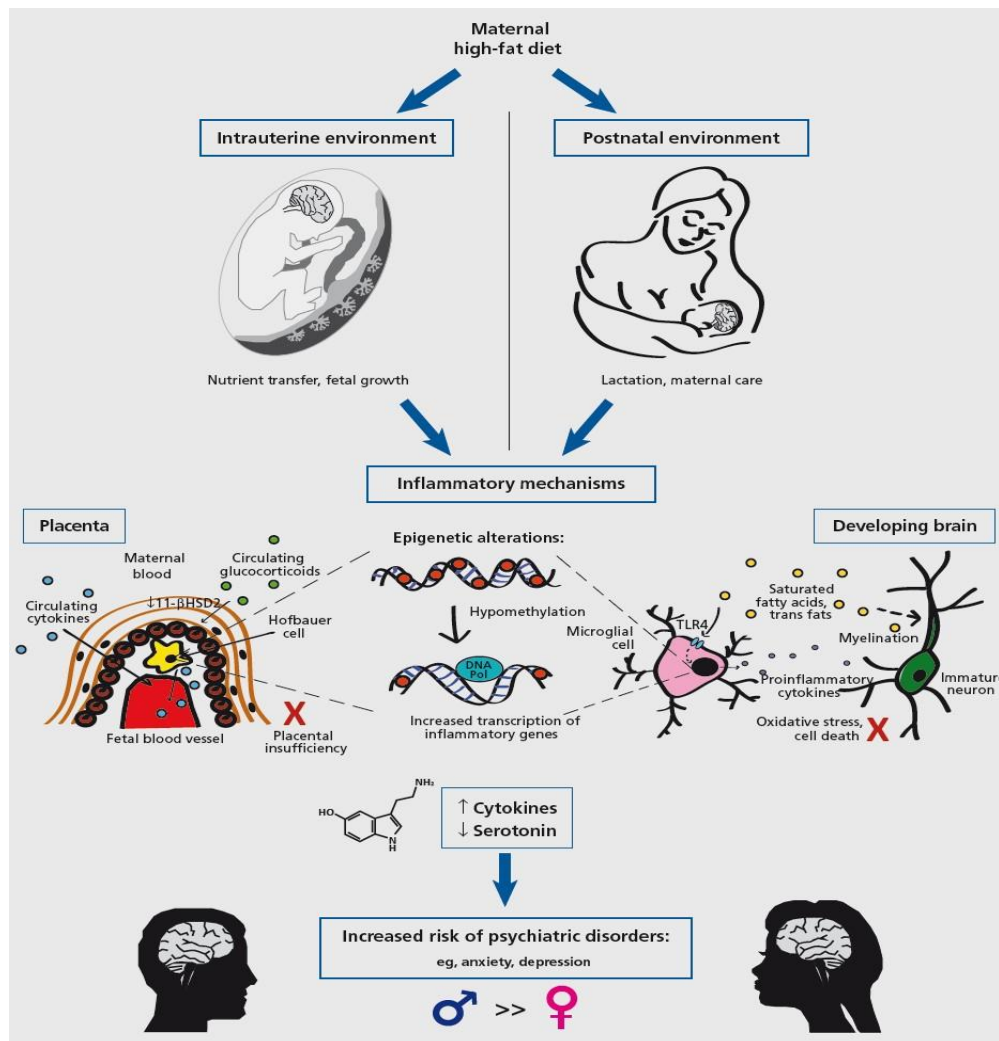 Maternal
high-fat diet
Intrauterine environment
Postnatal environment
Nutrient transfer, fetal growth
Lactation, maternal care
Inflammatory mechanisms
Placenta
Developing brain
Maternal
blood
Circulating
glucocorticoids
↓11-βHSD2
Circulating
cytokines
Hofbauer
cell
Fetal blood vessel
X
Placental
insufficiency
Epigenetic alterations:
Hypomethylation
DNA
Pol
Increased transcription of
inflammatory genes
Microglial
cell
TLR4
Saturated
fatty acids,
trans fats
Myelination
Proinflammatory
cytokines
Immature
neuron
Oxidative stress,
cell death
X
HO
NH₂
N
H
↑ Cytokines
↓ Serotonin
Increased risk of psychiatric disorders:
eg, anxiety, depression
♂ >> ♀